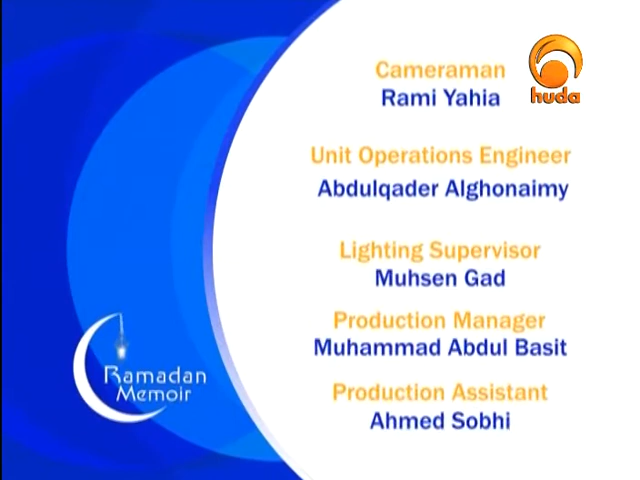 huda
Cameraman
Rami Yahia
Unit Operations Engineer
Abdulqader Alghonaimy
Lighting Supervisor
Muhsen Gad
Production Manager
Muhammad Abdul Basit
Production Assistant
Ahmed Sobhi
Ramadan
Memoir